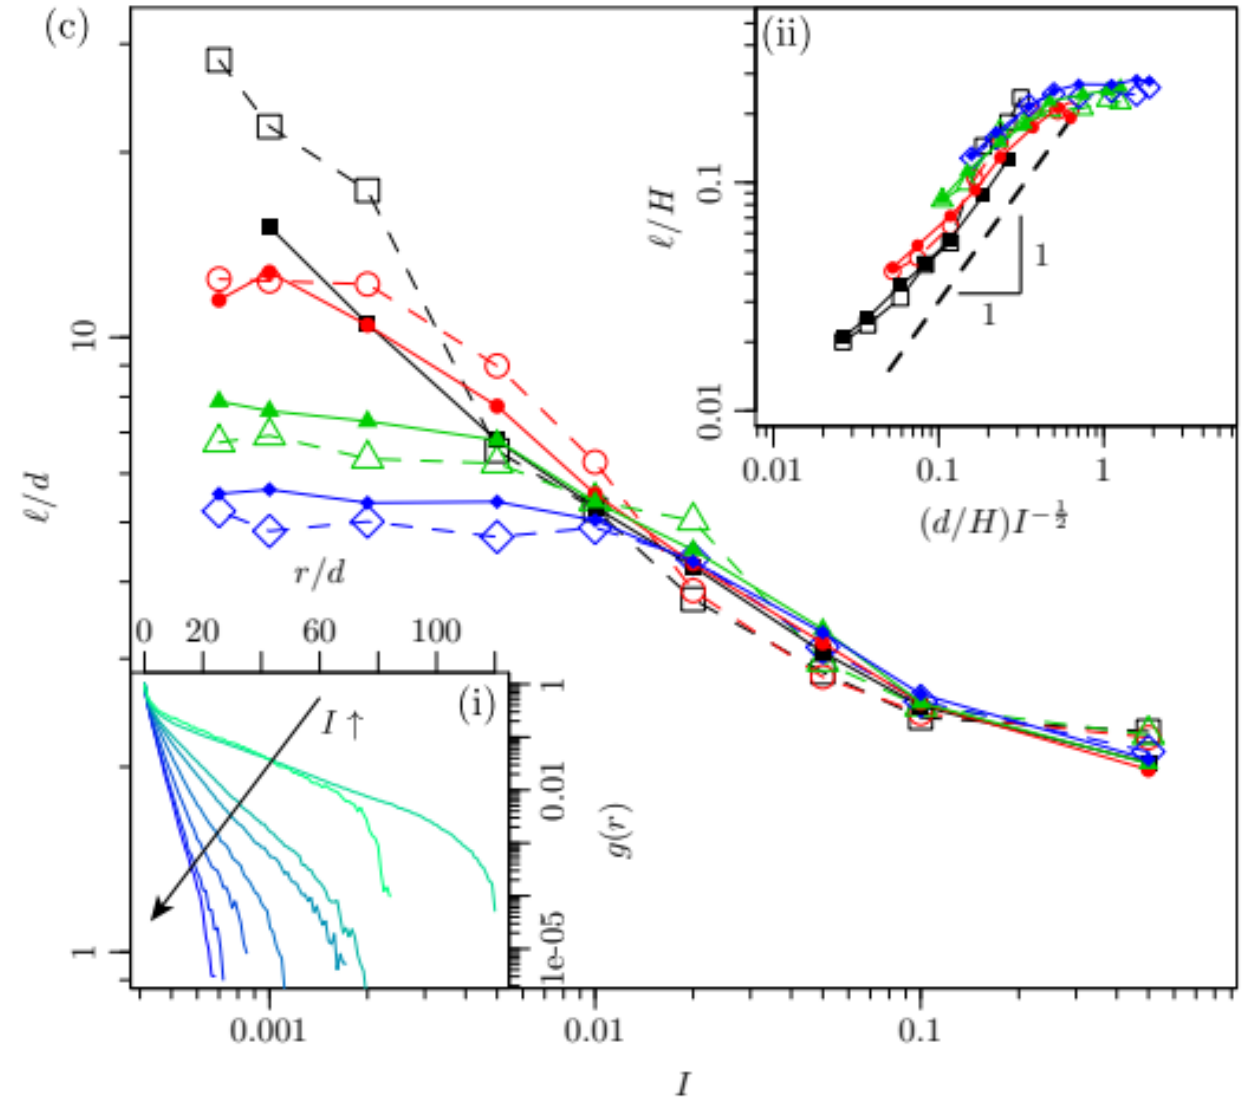 (c)
(ii)
ℓ/H
0.1
0.01
1
1
0.01 0.1 1
(d/H)I^{-\frac{1}{2}}
10
1
ℓ/d
r/d
0 20 60 100
(i)
I ↑
1
0.01
1e-05
g(r)
0.001 0.01 0.1
I